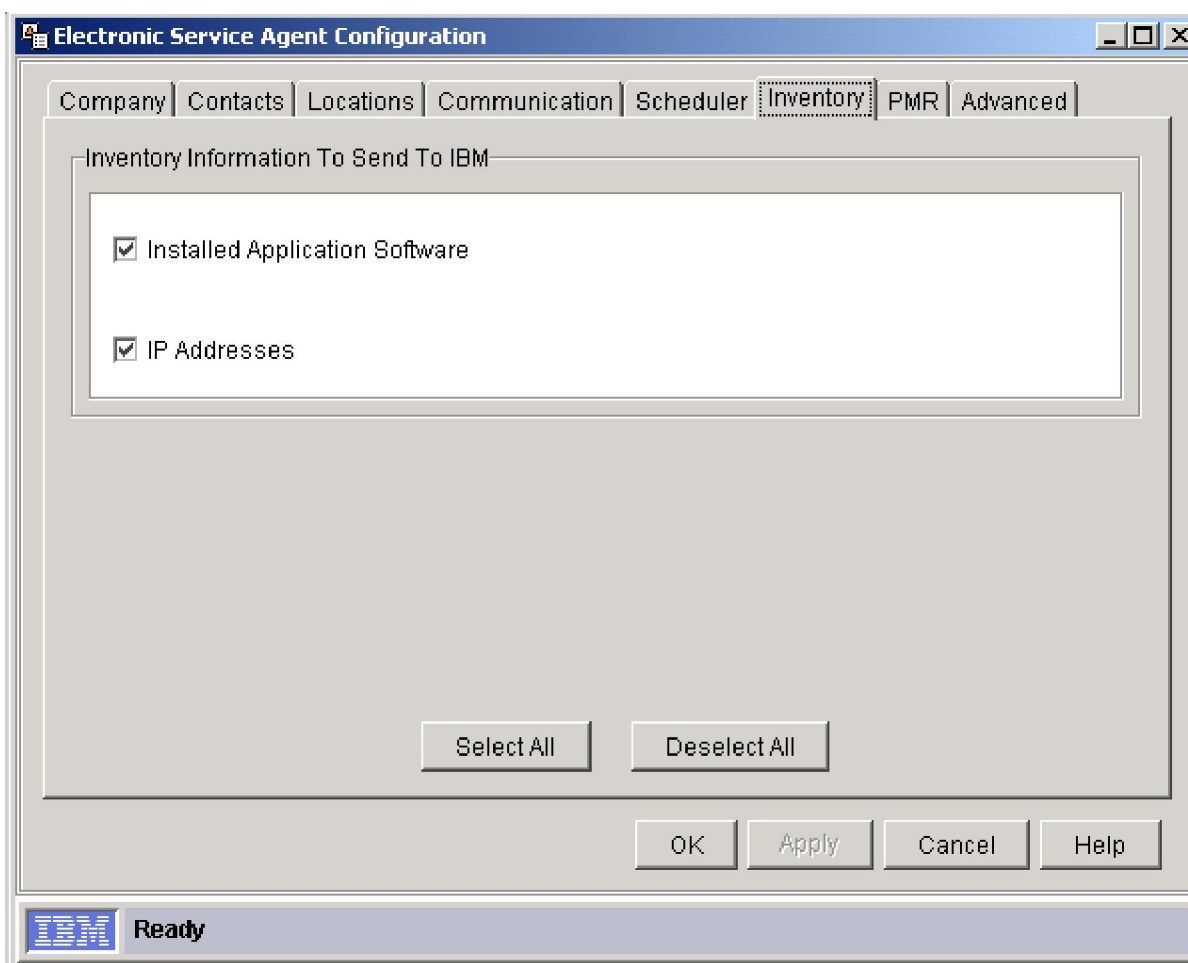 Electronic Service Agent Configuration
Company Contacts Locations Communication Scheduler Inventory PMR Advanced
Inventory Information To Send To IBM
Installed Application Software
IP Addresses
Select All Deselect All
OK Apply Cancel Help
IBM Ready